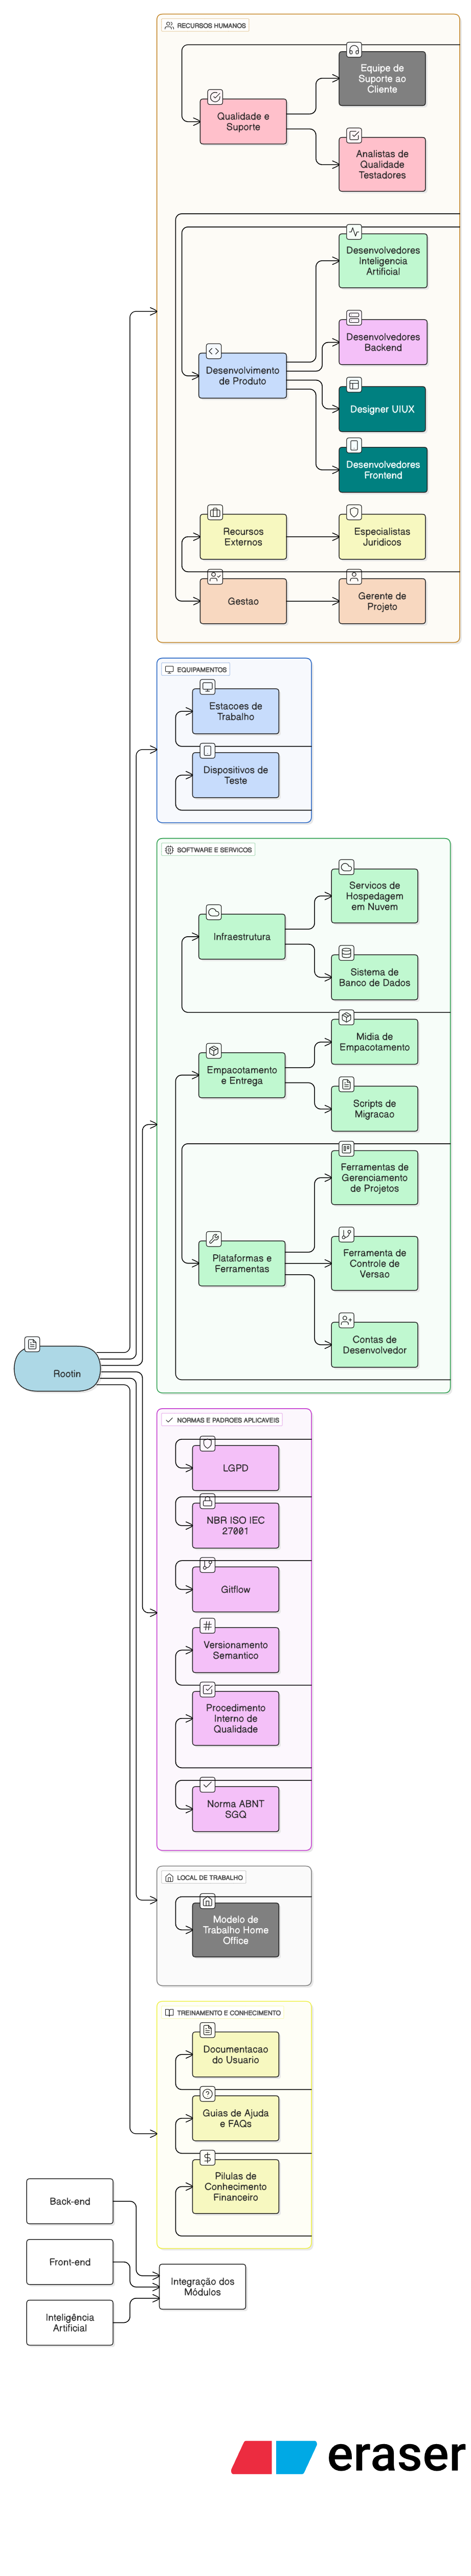 RECURSOS HUMANOS
Equipe de
Suporte ao
Cliente
Qualidade e
Suporte
Analistas de
Qualidade
Testadores
Desenvolvedores
Inteligencia
Artificial
Desenvolvedores
Backend
Desenvolvimento
de Produto
Designer UIUX
Desenvolvedores
Frontend
Recursos
Externos
Especialistas
Juridicos
Gestao
Gerente de
Projeto
EQUIPAMENTOS
Estacoes de
Trabalho
Dispositivos de
Teste
SOFTWARE E SERVICOS
Servicos de
Hospedagem
em Nuvem
Infraestrutura
Sistema de
Banco de Dados
Midia de
Empacotamento
Empacotamento
e Entrega
Scripts de
Migracao
Ferramentas de
Gerenciamento
de Projetos
Plataformas e
Ferramentas
Ferramenta de
Controle de
Versao
Contas de
Desenvolvedor
Rootin
NORMAS E PADROES APLICAVEIS
LGPD
NBR ISO IEC
27001
Gitflow
Versionamento
Semantico
Procedimento
Interno de
Qualidade
Norma ABNT
SGQ
LOCAL DE TRABALHO
Modelo de
Trabalho Home
Office
TREINAMENTO E CONHECIMENTO
Documentacao
do Usuario
Guias de Ajuda
e FAQs
Pilulas de
Conhecimento
Financeiro
Back-end
Front-end
Integração dos
Módulos
Inteligência
Artificial
eraser